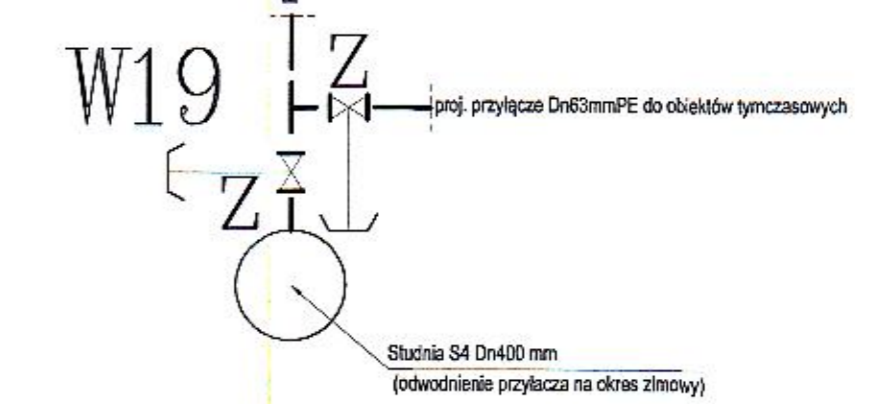 W19
Z
proj. przyłącze Dn63mmPE do obiektów tymczasowych
Z
Studnia S4 Dn400 mm
(odwodnienie przyłacza na okres zimowy)